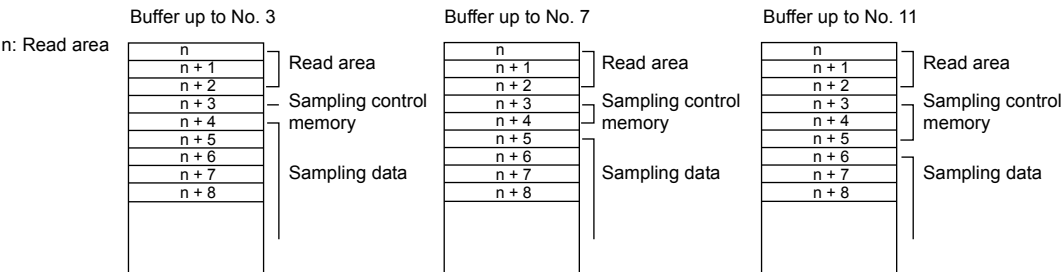 Buffer up to No. 3
Buffer up to No. 7
Buffer up to No. 11
n: Read area
n
n + 1
n + 2
n + 3
n + 4
n + 5
n + 6
n + 7
n + 8
Read area
Sampling control
memory
Sampling data
n
n + 1
n + 2
n + 3
n + 4
n + 5
n + 6
n + 7
n + 8
Read area
Sampling control
memory
Sampling data
n
n + 1
n + 2
n + 3
n + 4
n + 5
n + 6
n + 7
n + 8
Read area
Sampling control
memory
Sampling data